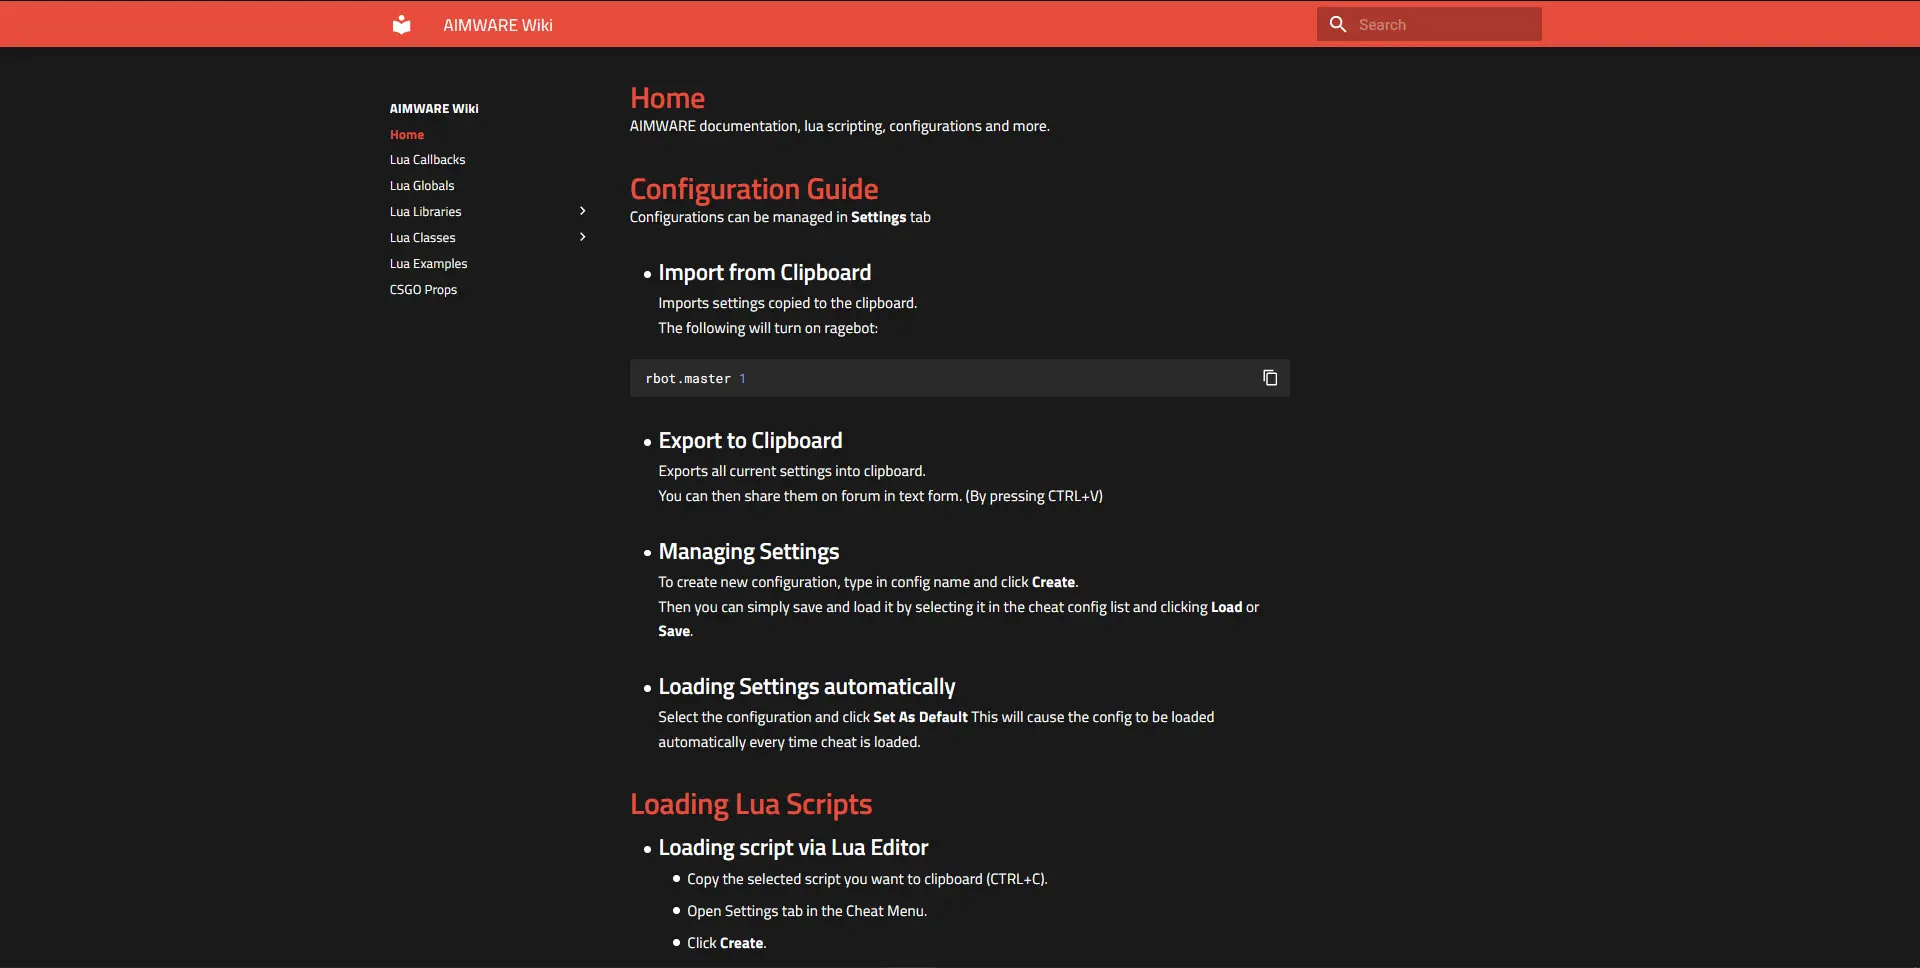 AIMWARE Wiki
Search
AIMWARE Wiki
Home
Lua Callbacks
Lua Globals
Lua Libraries
Lua Classes
Lua Examples
CSGO Props
Home
AIMWARE documentation, lua scripting, configurations and more.
Configuration Guide
Configurations can be managed in Settings tab
Import from Clipboard
Imports settings copied to the clipboard.
The following will turn on ragebot:
rbot.master 1
Export to Clipboard
Exports all current settings into clipboard.
You can then share them on forum in text form. (By pressing CTRL+V)
Managing Settings
To create new configuration, type in config name and click Create.
Then you can simply save and load it by selecting it in the cheat config list and clicking Load or
Save.
Loading Settings automatically
Select the configuration and click Set As Default This will cause the config to be loaded
automatically every time cheat is loaded.
Loading Lua Scripts
Loading script via Lua Editor
Copy the selected script you want to clipboard (CTRL+C).
Open Settings tab in the Cheat Menu.
Click Create.